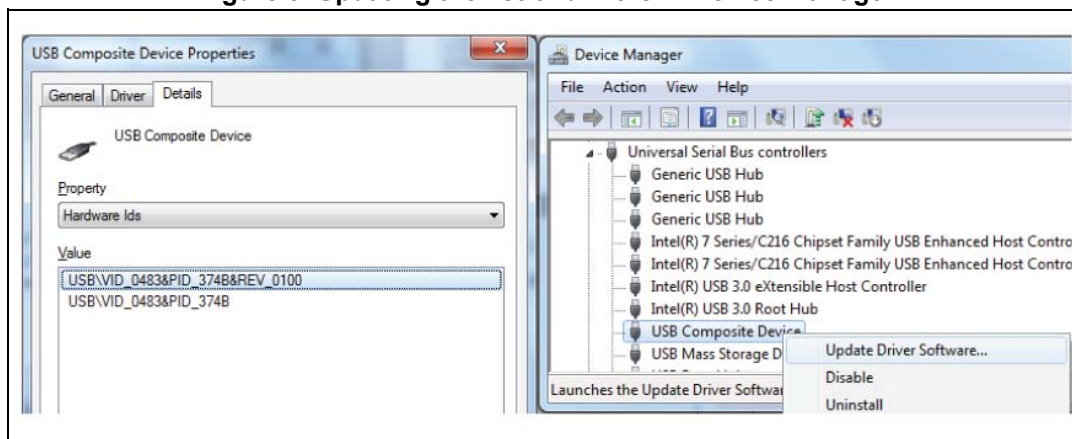 USB Composite Device Properties
General Driver Details
USB Composite Device
Property
Hardware Ids
Value
USB\VID_0483&PID_374B&REV_0100
USB\VID_0483&PID_374B
Device Manager
File Action View Help
Universal Serial Bus controllers
Generic USB Hub
Generic USB Hub
Generic USB Hub
Intel(R) 7 Series/C216 Chipset Family USB Enhanced Host Contro
Intel(R) 7 Series/C216 Chipset Family USB Enhanced Host Contro
Intel(R) USB 3.0 eXtensible Host Controller
Intel(R) USB 3.0 Root Hub
USB Composite Device
USB Mass Storage D
Launches the Update Driver Softwar
Update Driver Software...
Disable
Uninstall